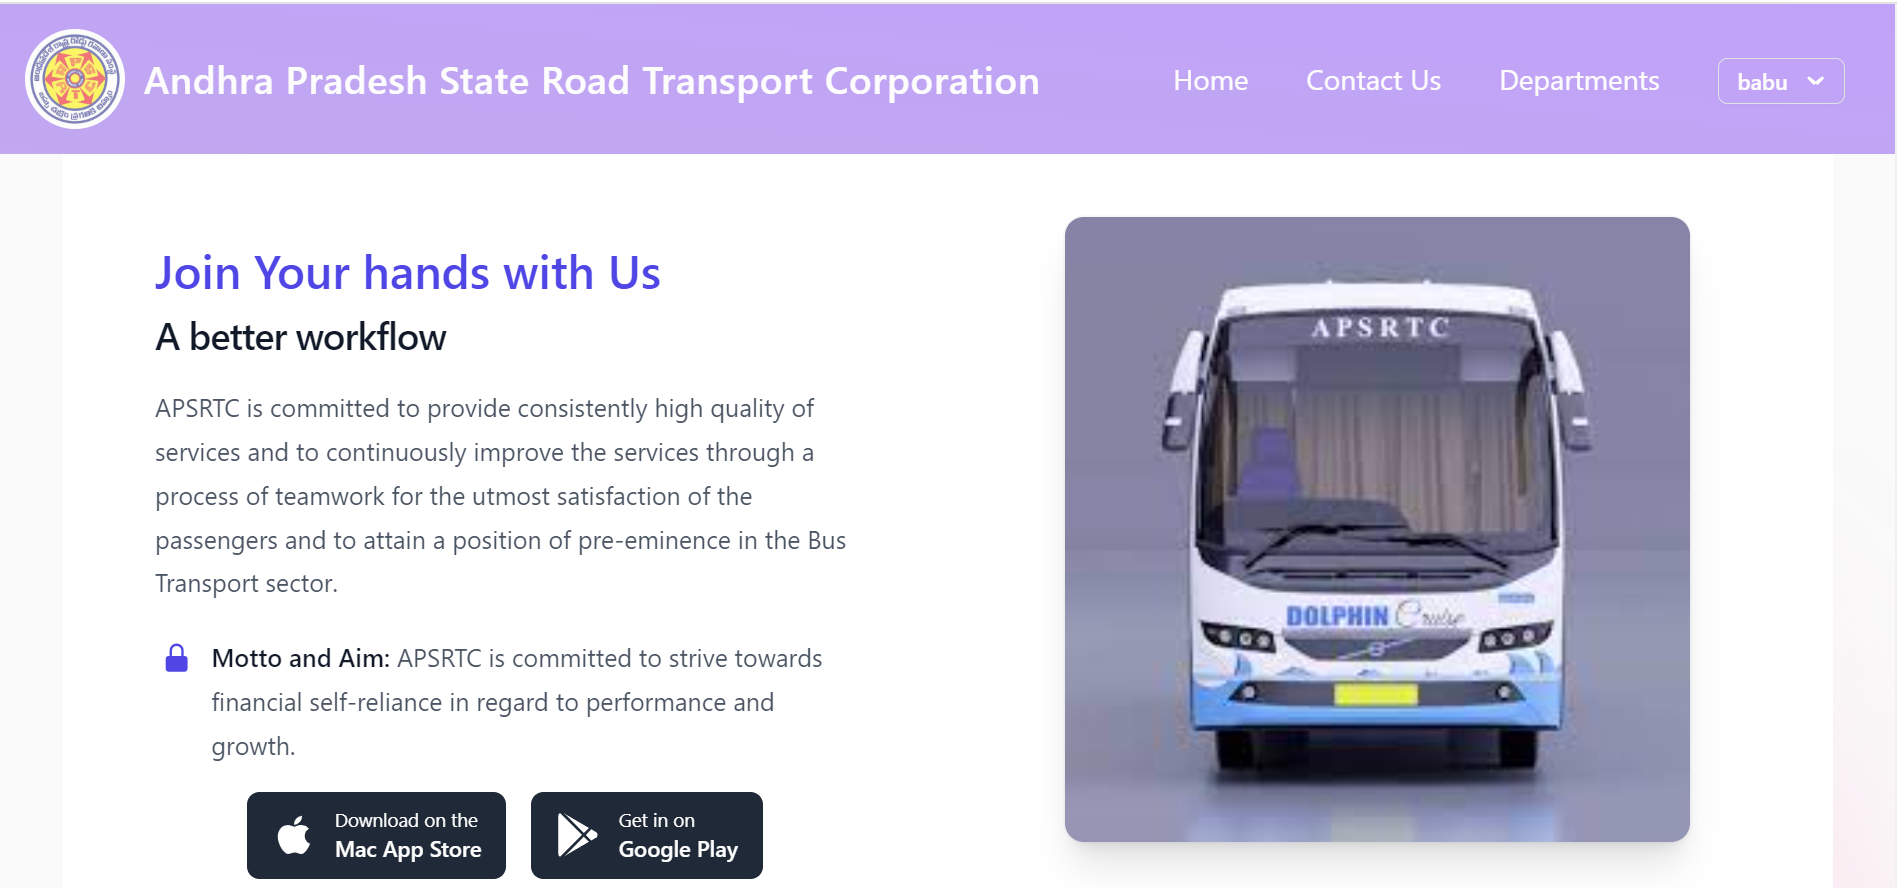 Andhra Pradesh State Road Transport Corporation
Home
Contact Us
Departments
babu
Join Your hands with Us
A better workflow
APSRTC is committed to provide consistently high quality of
services and to continuously improve the services through a
process of teamwork for the utmost satisfaction of the
passengers and to attain a position of pre-eminence in the Bus
Transport sector.
Motto and Aim: APSRTC is committed to strive towards
financial self-reliance in regard to performance and
growth.
Download on the
Mac App Store
Get in on
Google Play
APSRTC
DOLPHIN Cruise